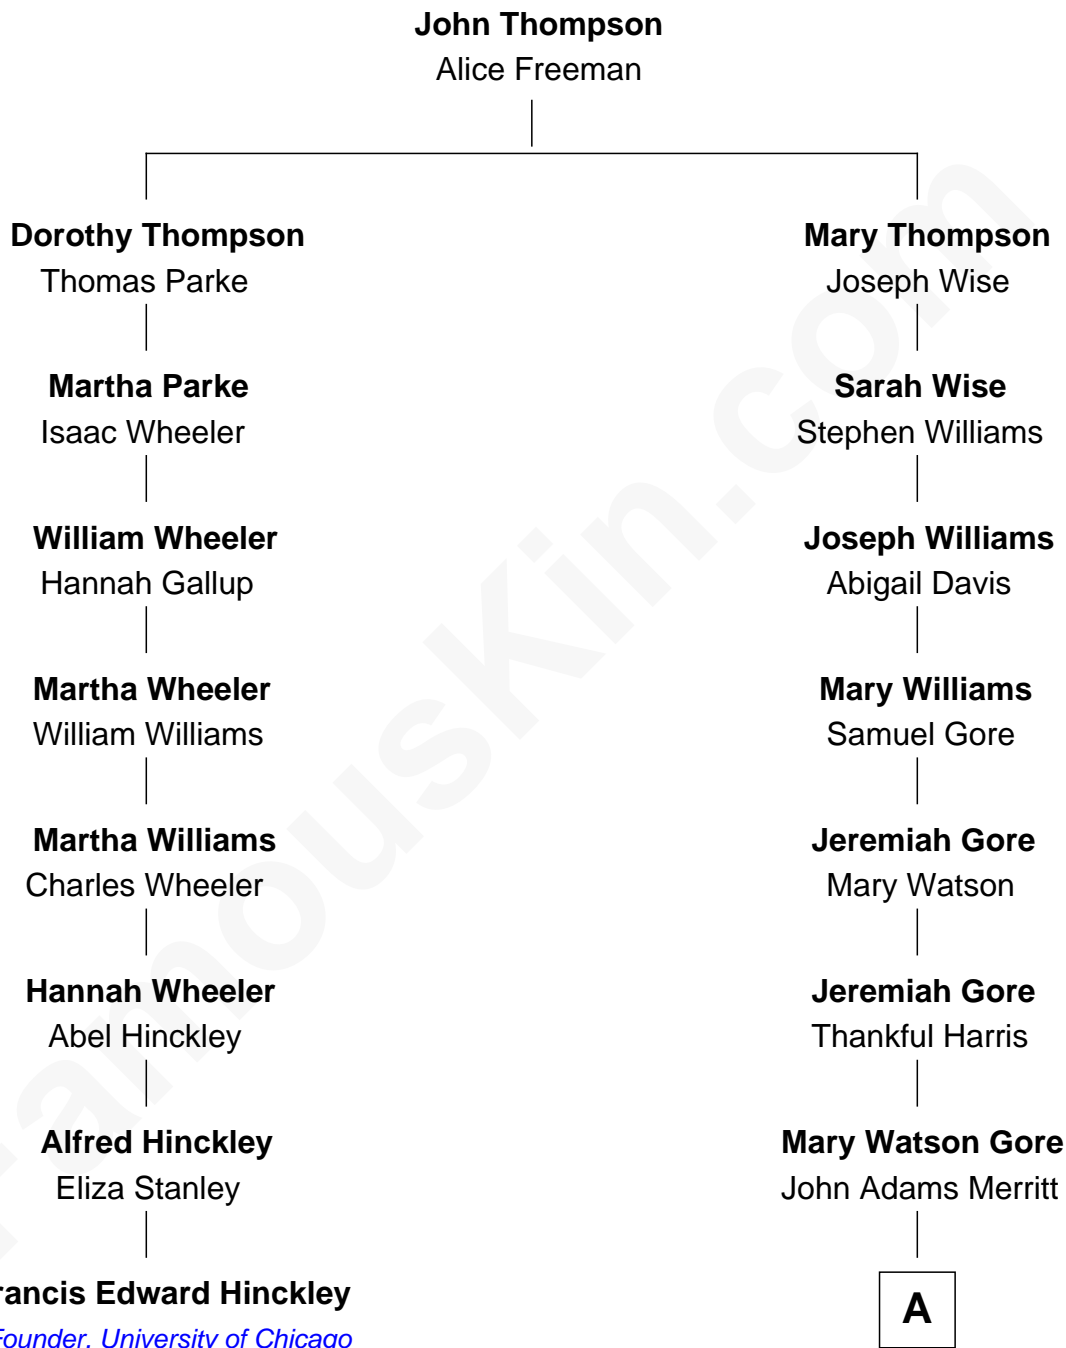 John Thompson
Alice Freeman
Dorothy Thompson
Thomas Parke
Mary Thompson
Joseph Wise
Martha Parke
Isaac Wheeler
Sarah Wise
Stephen Williams
William Wheeler
Hannah Gallup
Joseph Williams
Abigail Davis
Martha Wheeler
William Williams
Mary Williams
Samuel Gore
Martha Williams
Charles Wheeler
Jeremiah Gore
Mary Watson
Hannah Wheeler
Abel Hinckley
Jeremiah Gore
Thankful Harris
Alfred Hinckley
Eliza Stanley
Mary Watson Gore
John Adams Merritt
rancis Edward Hinckley
Founder, University of Chicago
A
FamousKin.com